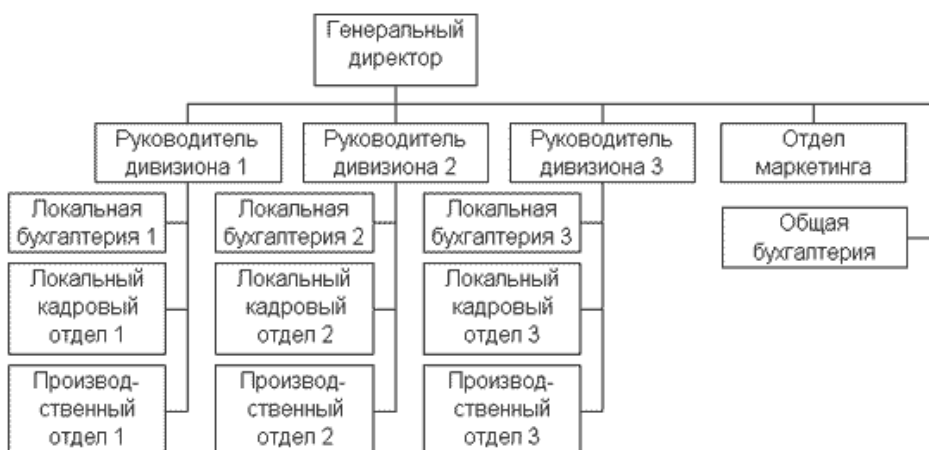 Генеральный
директор
Руководитель
дивизиона 1
Руководитель
дивизиона 2
Руководитель
дивизиона 3
Отдел
маркетинга
Локальная
бухгалтерия 1
Локальная
бухгалтерия 2
Локальная
бухгалтерия 3
Общая
бухгалтерия
Локальный
кадровый
отдел 1
Локальный
кадровый
отдел 2
Локальный
кадровый
отдел 3
Производ-
ственный
отдел 1
Производ-
ственный
отдел 2
Производ-
ственный
отдел 3